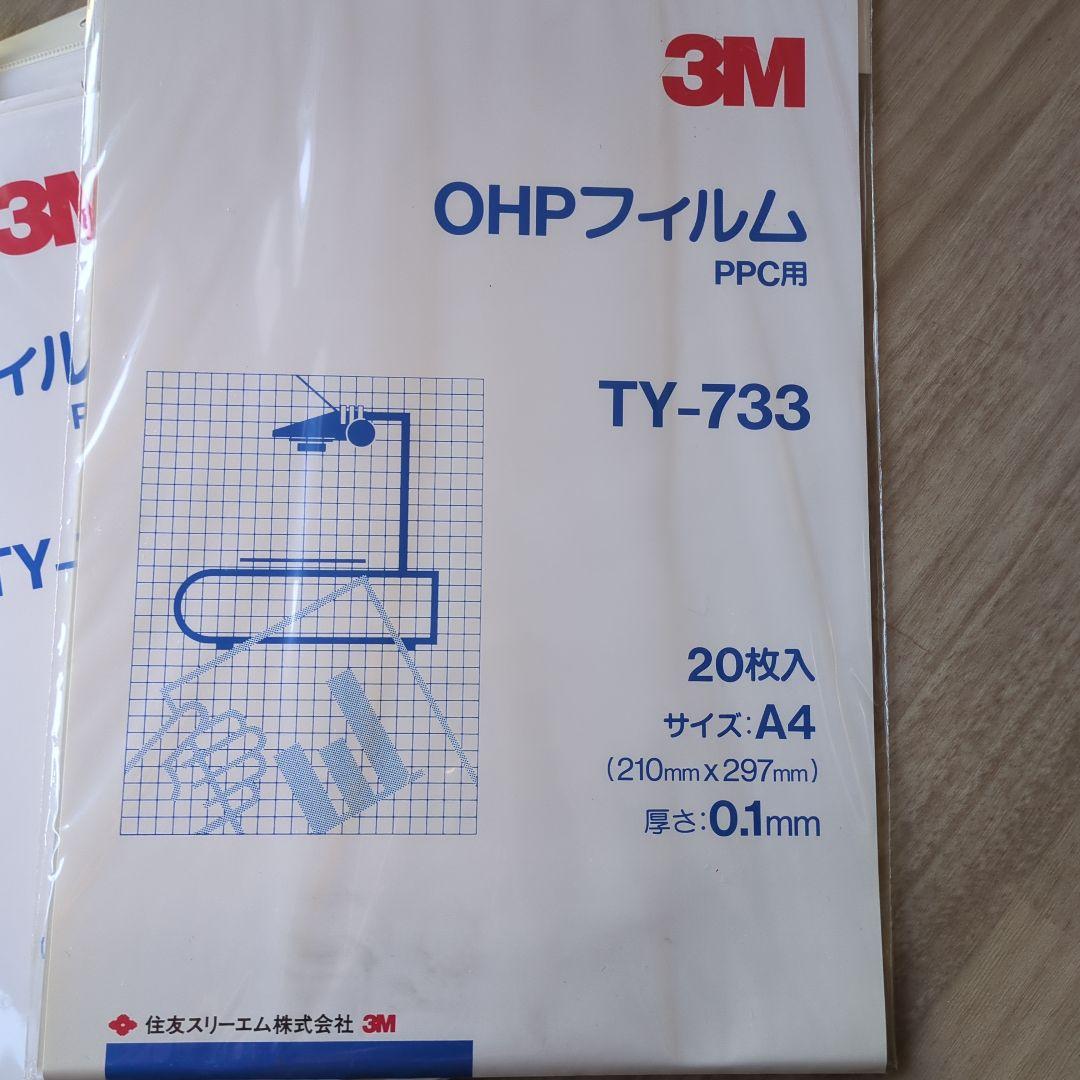 3M
OHPフィルム
PPC用
TY-733
20枚入
サイズ:A4
(210mm×297mm)
厚さ:0.1mm
住友スリーエム株式会社 3M
3M
ィル
TY-